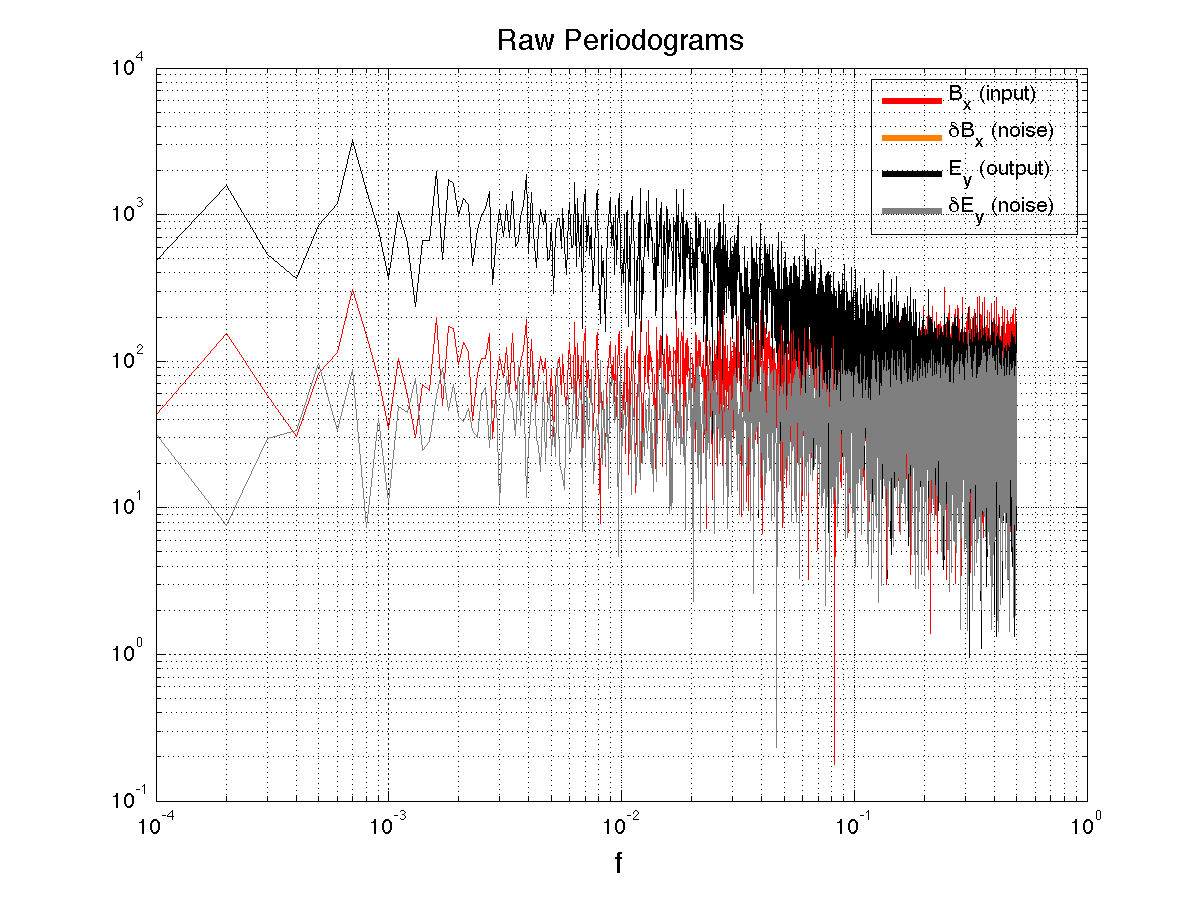 Raw Periodograms
10^4
10^3
10^2
10^1
10^0
10^-1
B_x (input)
δB_x (noise)
E_y (output)
δE_y (noise)
10^-4 10^-3 10^-2 10^-1 10^0
f